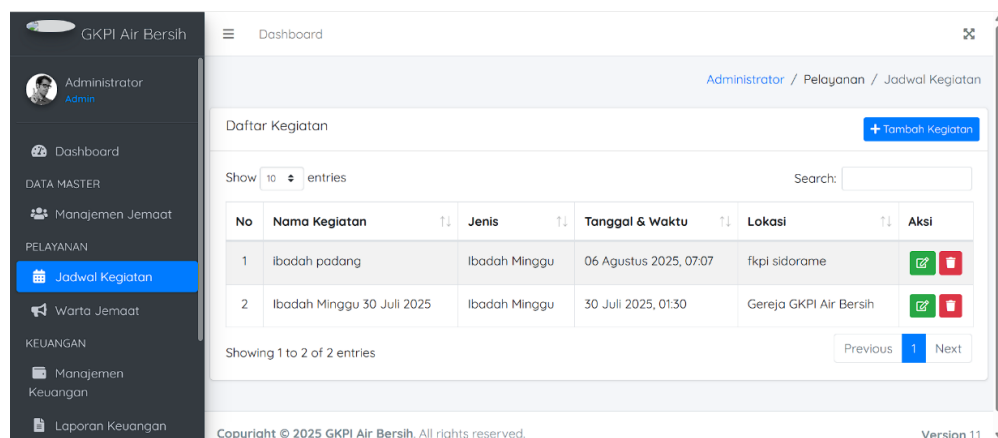 GKPI Air Bersih
Dashboard
Administrator
Admin
Administrator / Pelayanan / Jadwal Kegiatan
Dashboard
DATA MASTER
Manajemen Jemaat
PELAYANAN
Jadwal Kegiatan
Warta Jemaat
KEUANGAN
Manajemen
Keuangan
Laporan Keuangan
Daftar Kegiatan
+ Tambah Kegiatan
Show 10 entries
Search:
No Nama Kegiatan Jenis Tanggal & Waktu Lokasi Aksi
1 ibadah padang Ibadah Minggu 06 Agustus 2025, 07:07 fkpi sidorame
2 Ibadah Minggu 30 Juli 2025 Ibadah Minggu 30 Juli 2025, 01:30 Gereja GKPI Air Bersih
Showing 1 to 2 of 2 entries
Previous 1 Next
Copyright © 2025 GKPI Air Bersih. All rights reserved.
Version 1.1